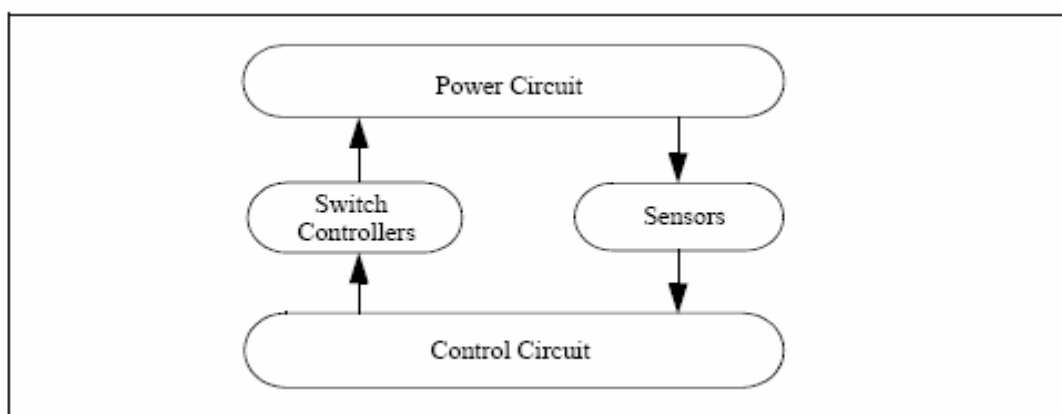 Power Circuit
Switch
Controllers
Sensors
Control Circuit